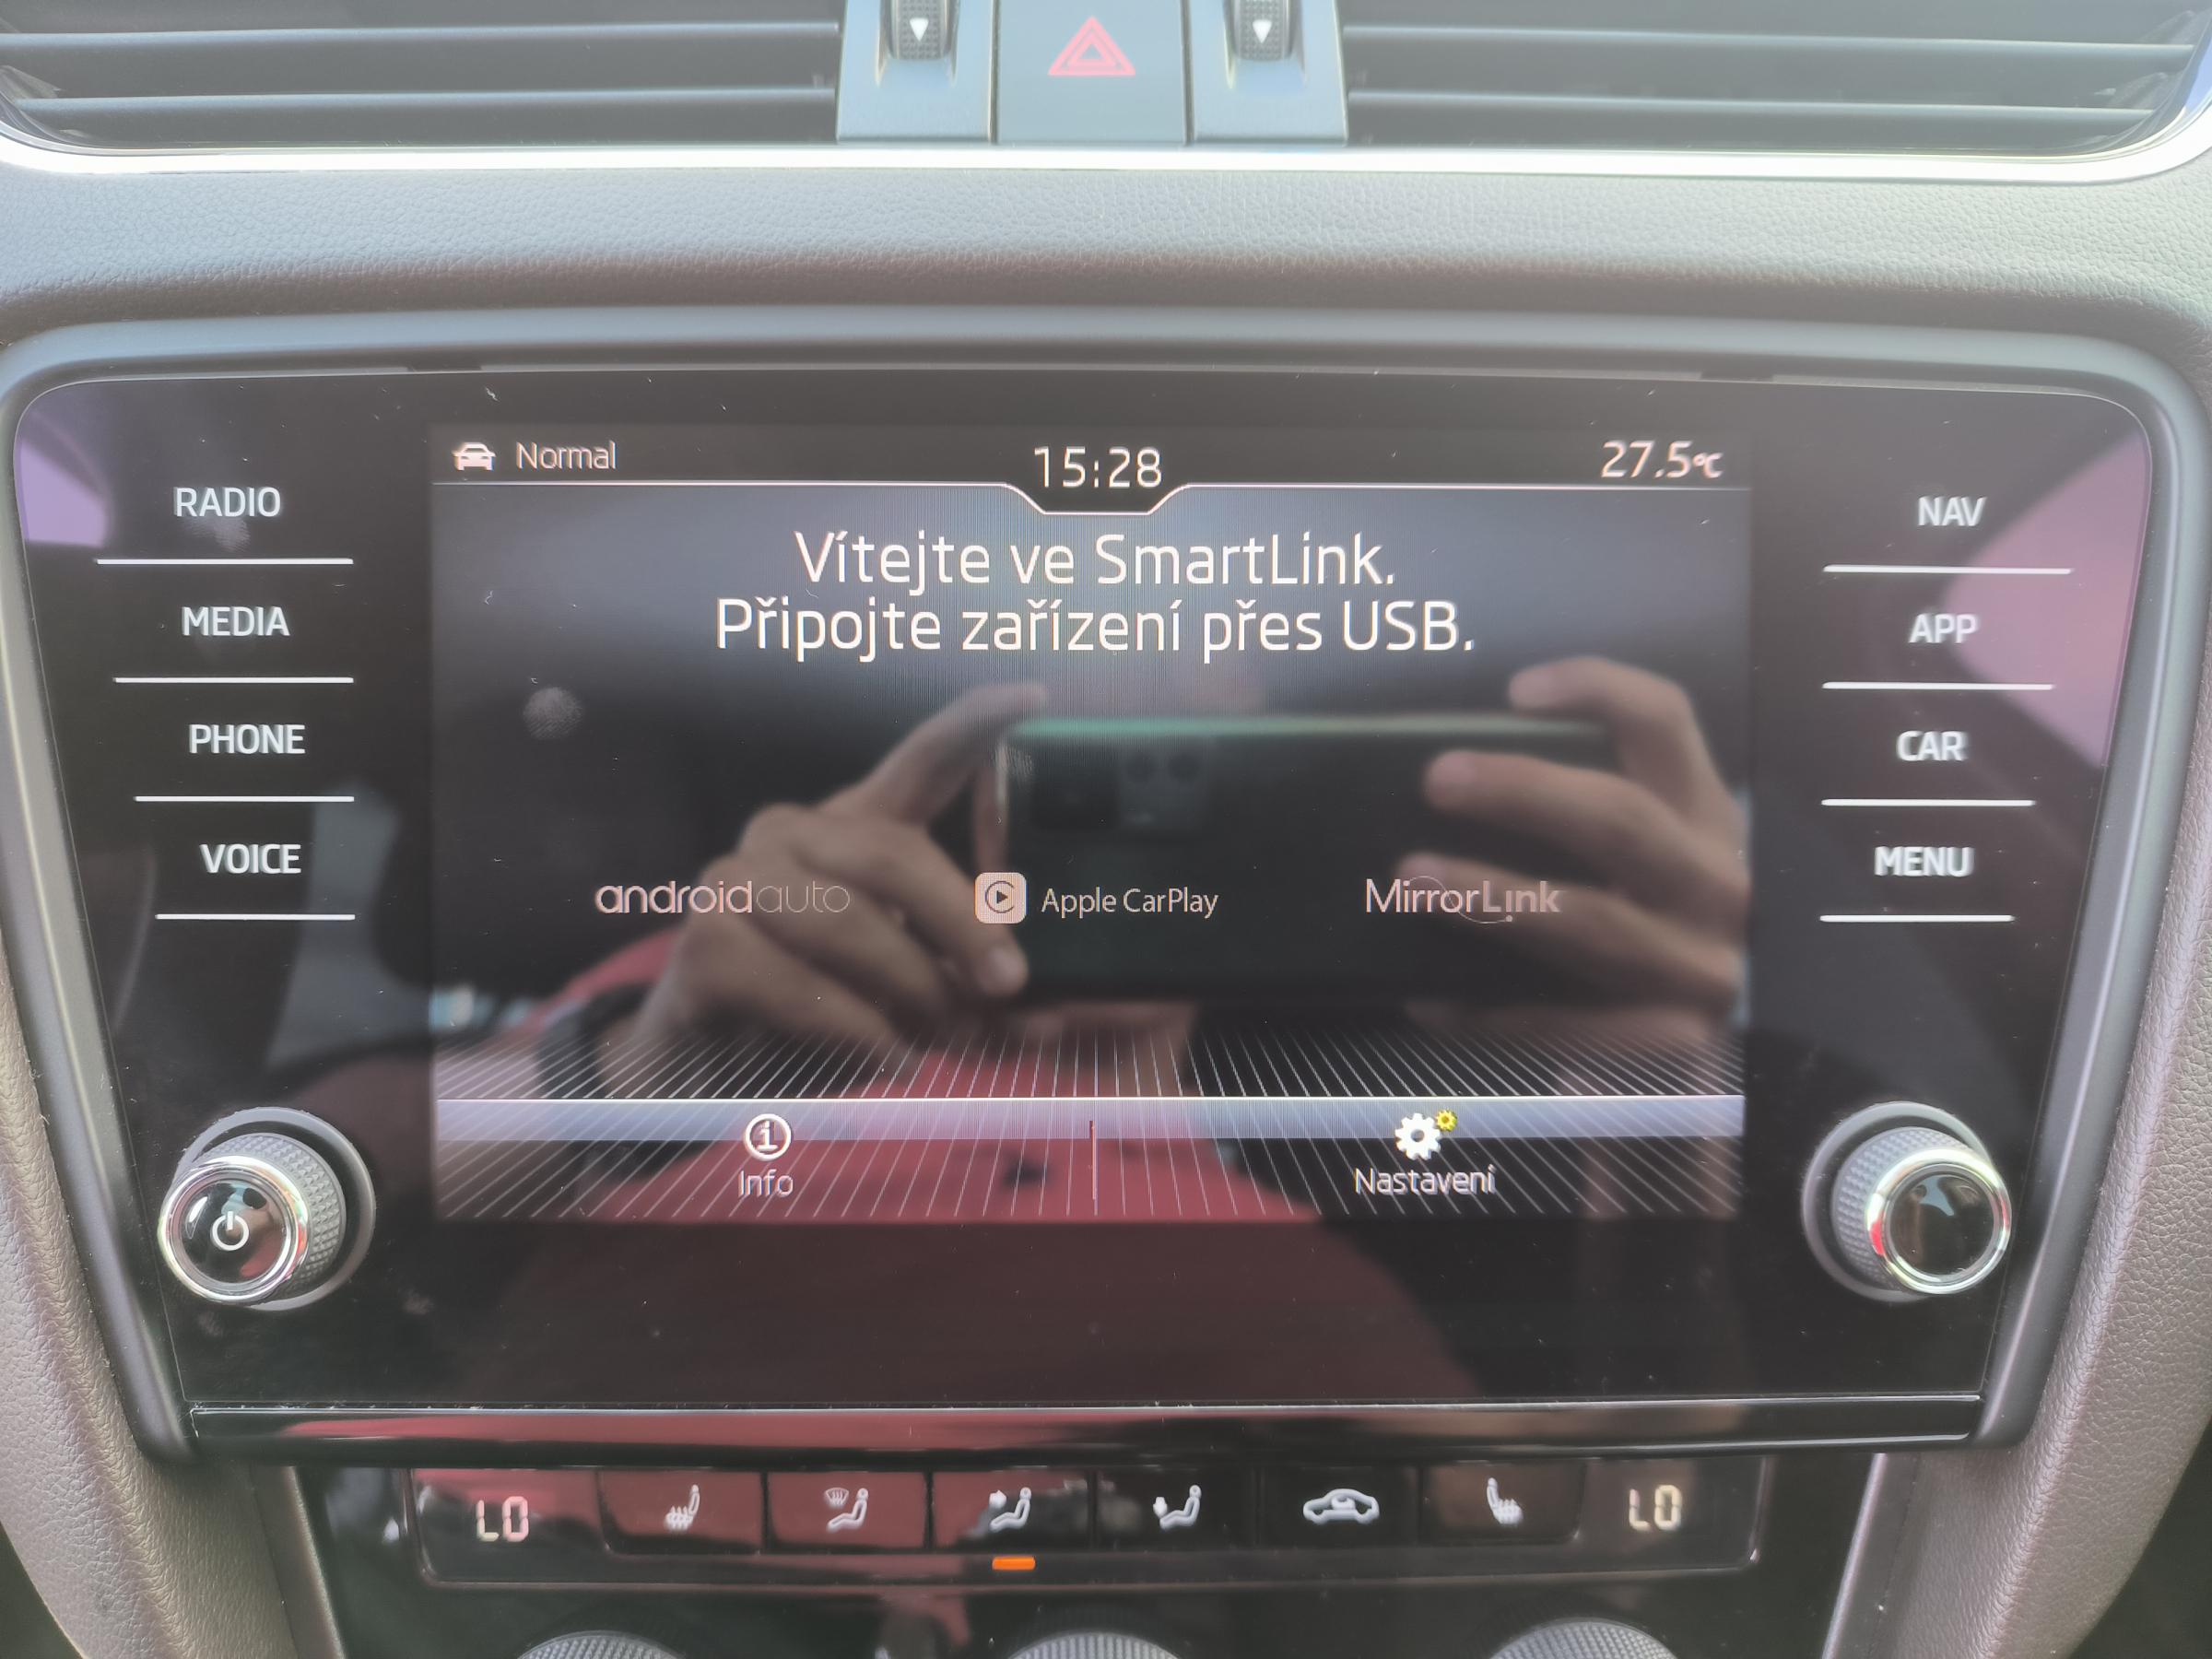 Normal
15:28
27.5°C
RADIO
MEDIA
PHONE
VOICE
Vítejte ve SmartLink.
Připojte zařízení přes USB.
androidauto
Apple CarPlay
MirrorLink
Info
Nastavení
NAV
APP
CAR
MENU
LO
LO